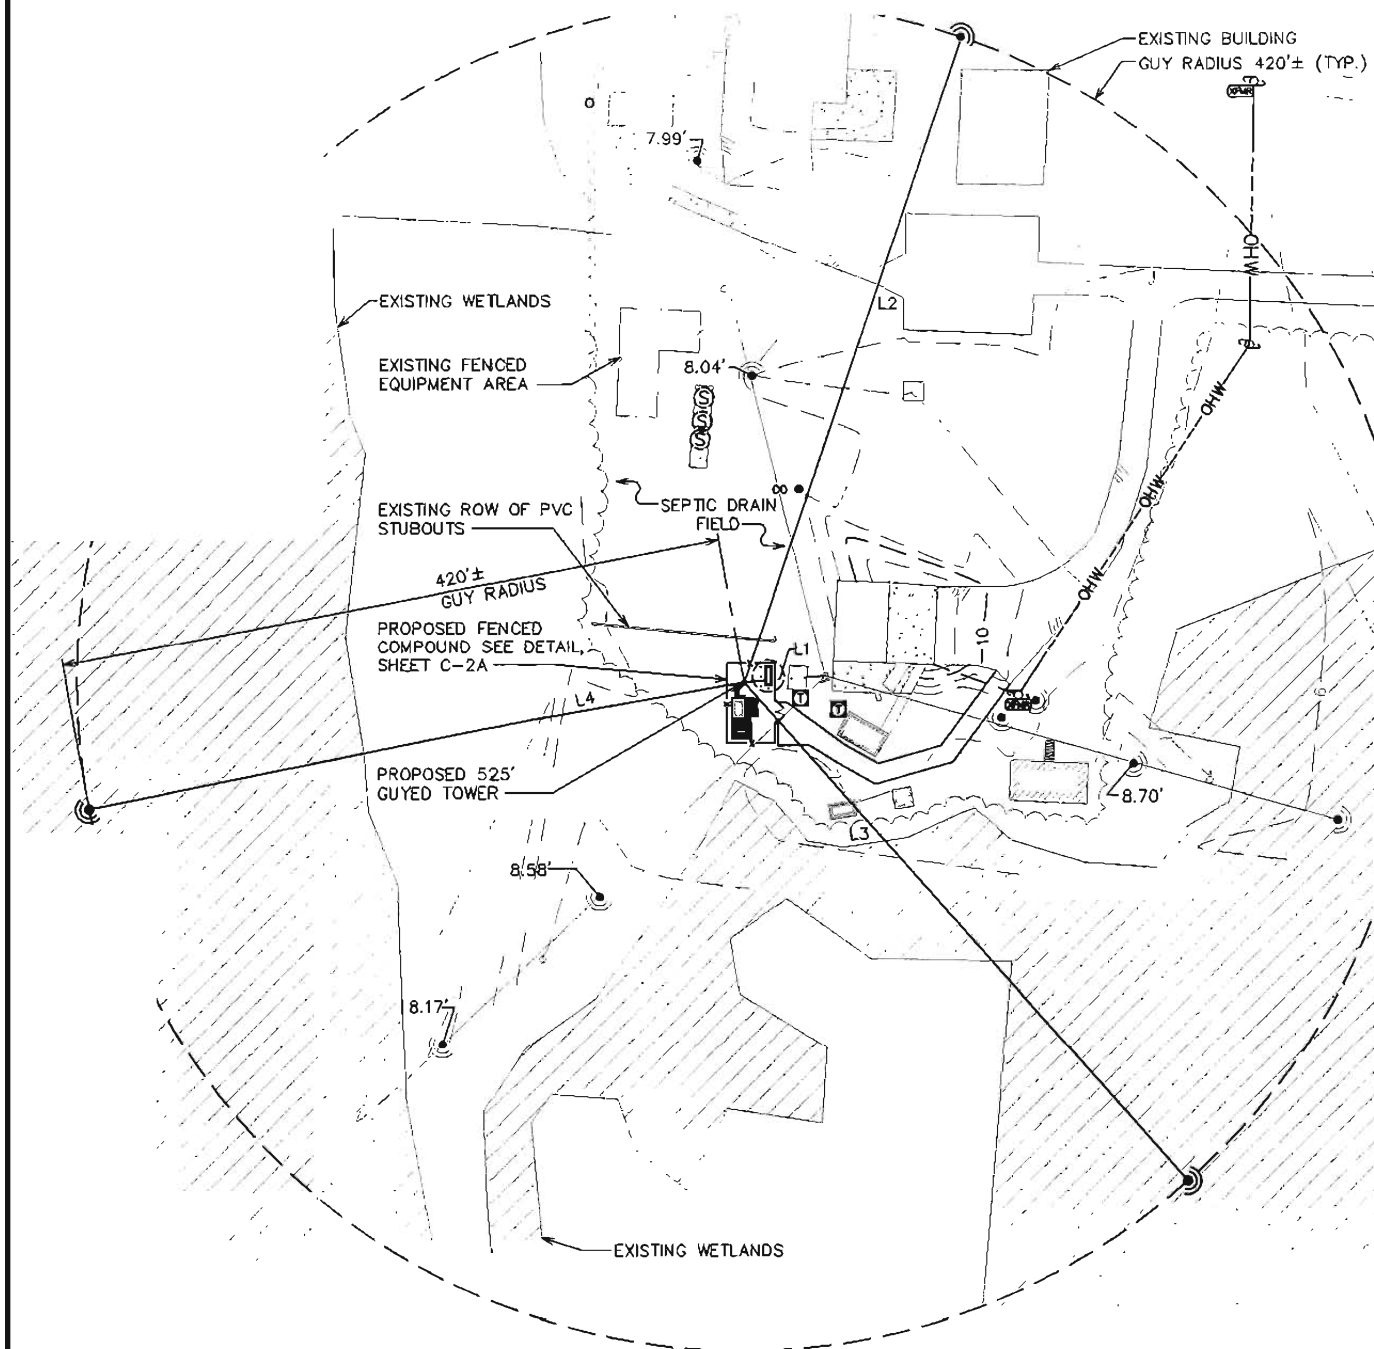 EXISTING BUILDING
GUY RADIUS 420'± (TYP.)
XFMR
7.99'
OHW
EXISTING WETLANDS
L2
EXISTING FENCED
EQUIPMENT AREA
8.04'
S
S
S
OHW
OHW
SEPTIC DRAIN
FIELD
EXISTING ROW OF PVC
STUBOUTS
420'±
GUY RADIUS
OHW
10
PROPOSED FENCED
COMPOUND SEE DETAIL,
SHEET C-2A
L1
L4
T
T
9
PROPOSED 525'
GUYED TOWER
8.70'
L3
8.58'
8.17'
EXISTING WETLANDS